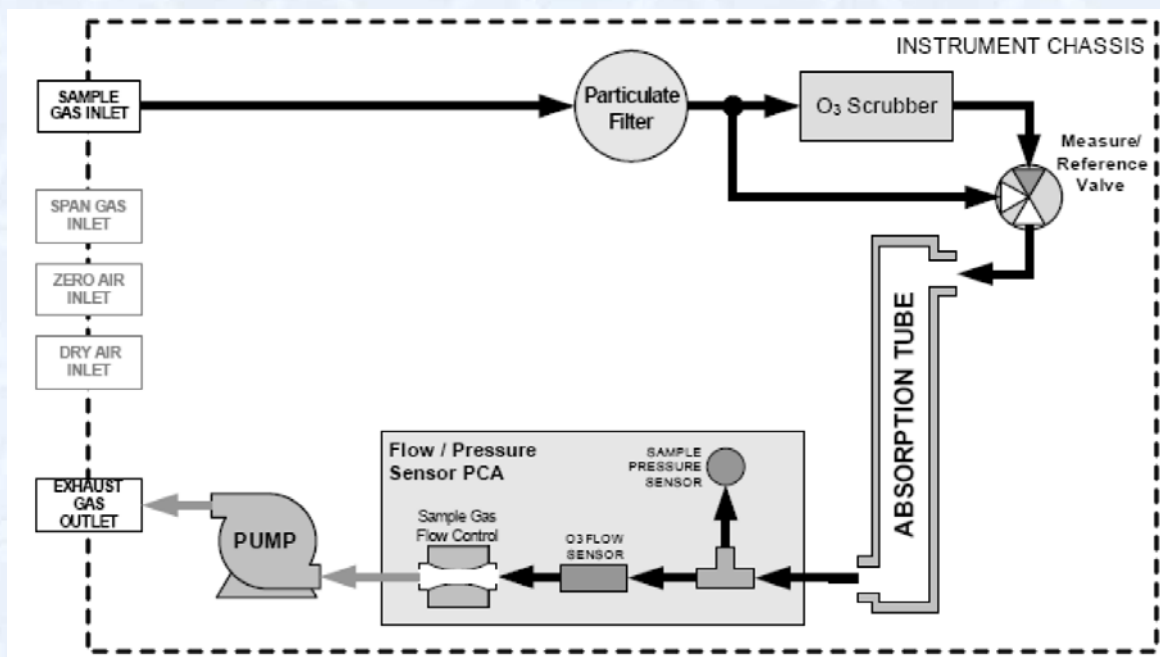 INSTRUMENT CHASSIS
SAMPLE
GAS INLET
Particulate
Filter
O₃ Scrubber
Measure/
Reference
Valve
SPAN GAS
INLET
ZERO AIR
INLET
DRY AIR
INLET
ABSORPTION TUBE
Flow / Pressure
Sensor PCA
SAMPLE
PRESSURE
SENSOR
Sample Gas
Flow Control
O3 FLOW
SENSOR
EXHAUST
GAS
OUTLET
PUMP